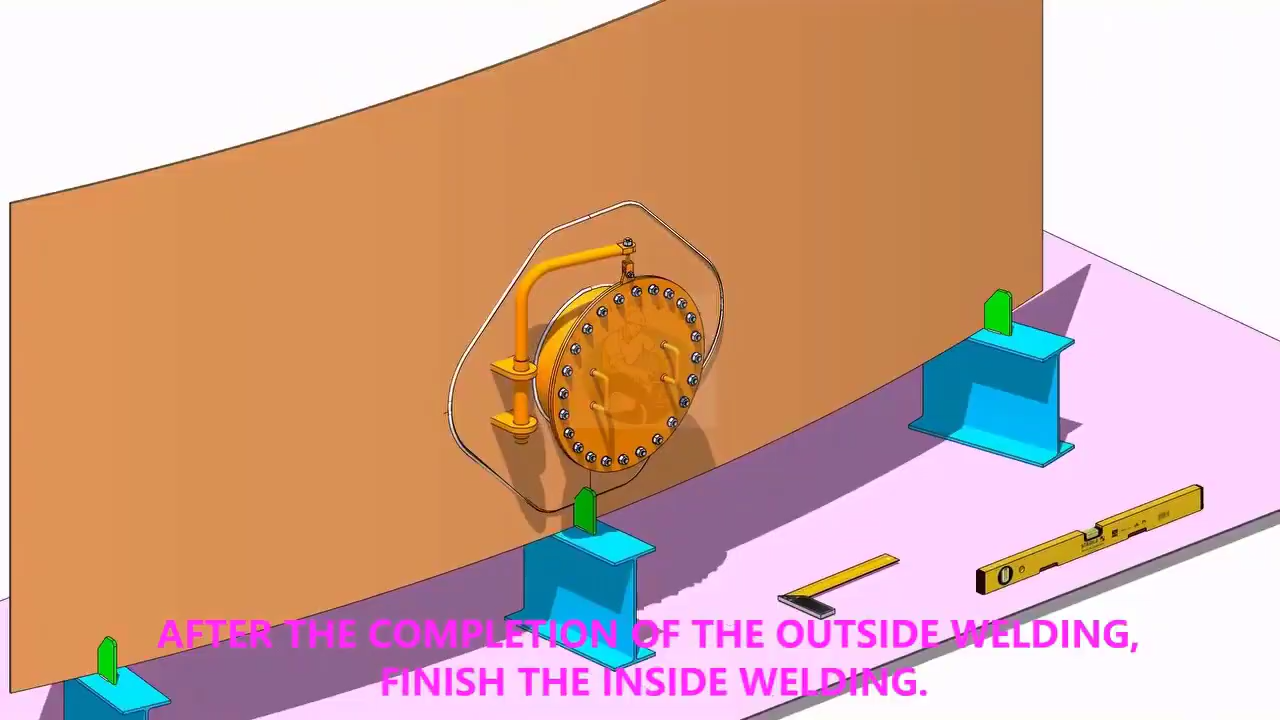 AFTER THE COMPLETION OF THE OUTSIDE WELDING,
FINISH THE INSIDE WELDING.